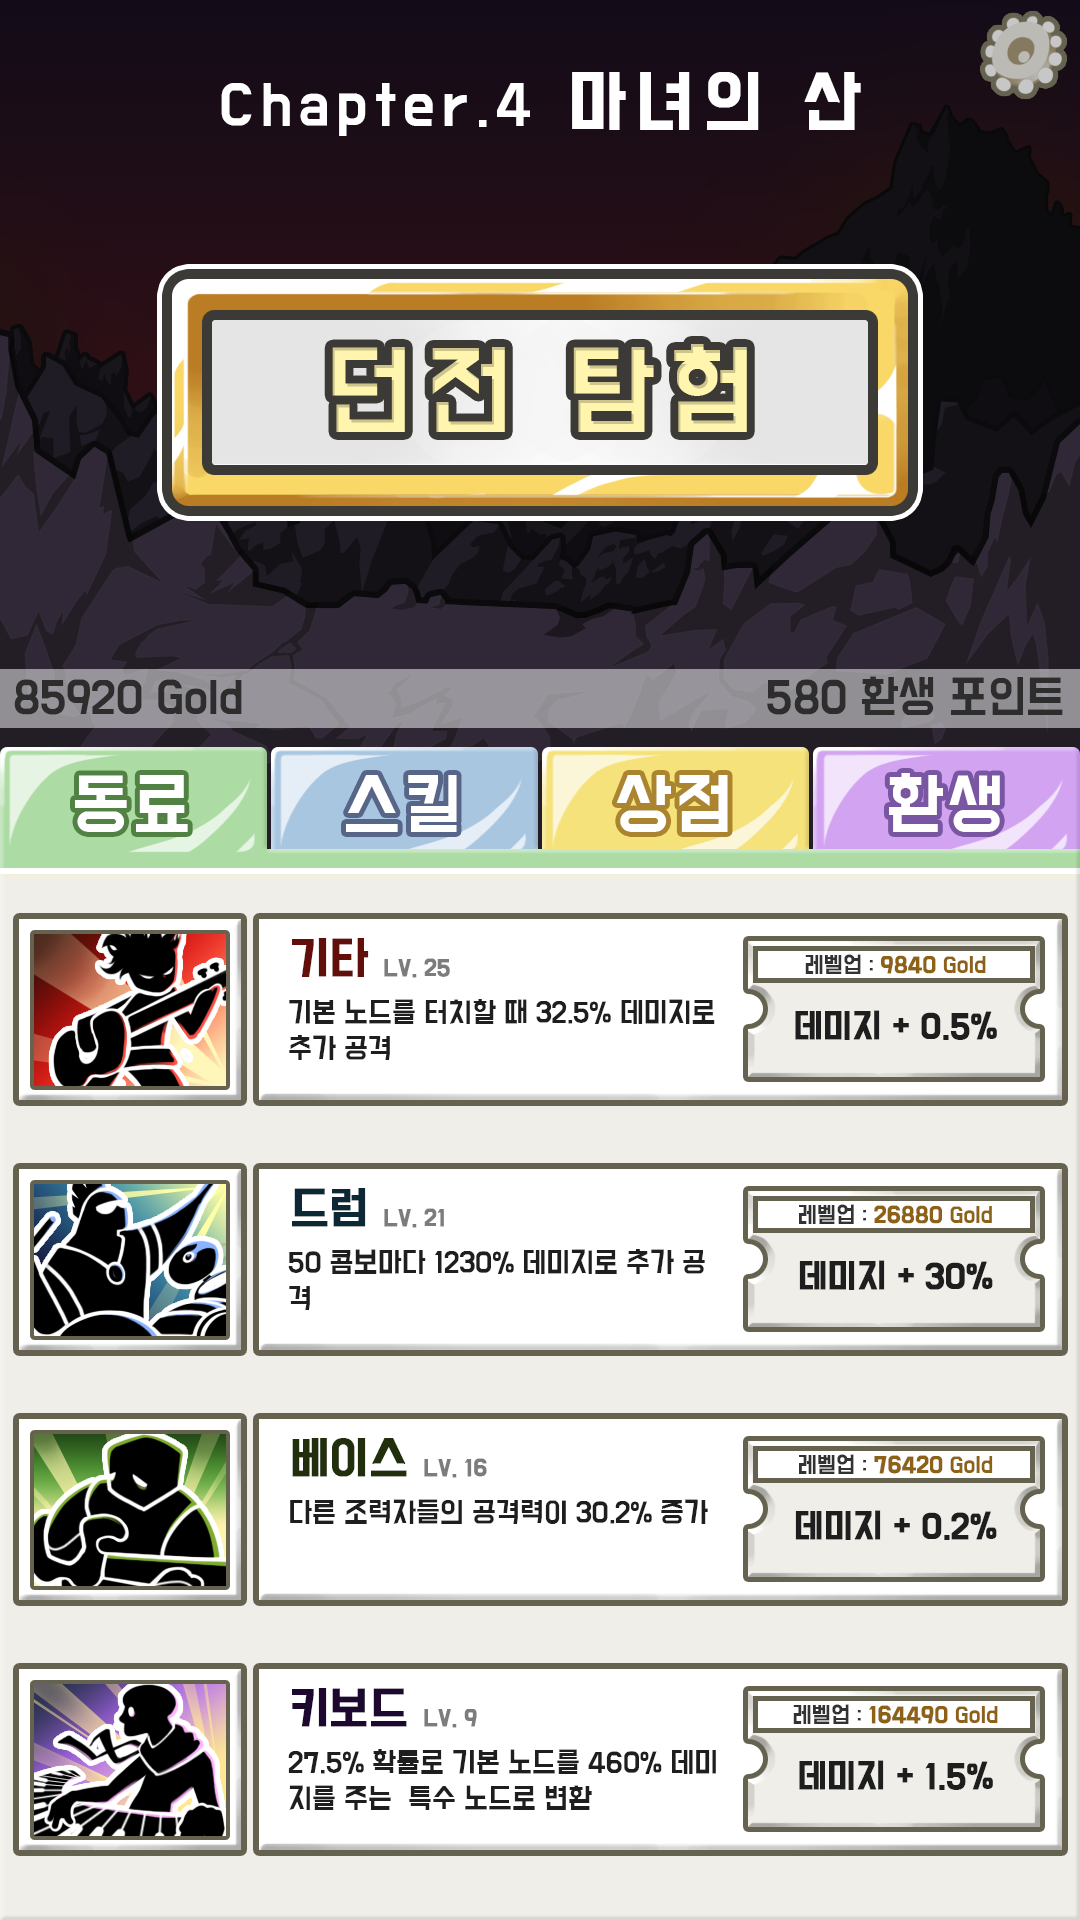 Chapter.4 마녀의 산
던전 탐험
85920 Gold
580 환생 포인트
동료
스킬
상점
환생
기타 LV. 25
기본 노드를 터치할 때 32.5% 데미지로
추가 공격
레벨업 : 9840 Gold
데미지 + 0.5%
드럼 LV. 21
50 콤보마다 1230% 데미지로 추가 공
격
레벨업 : 26880 Gold
데미지 + 30%
베이스 LV. 16
다른 조력자들의 공격력이 30.2% 증가
레벨업 : 76420 Gold
데미지 + 0.2%
키보드 LV. 9
27.5% 확률로 기본 노드를 460% 데미
지를 주는 특수 노드로 변환
레벨업 : 164490 Gold
데미지 + 1.5%